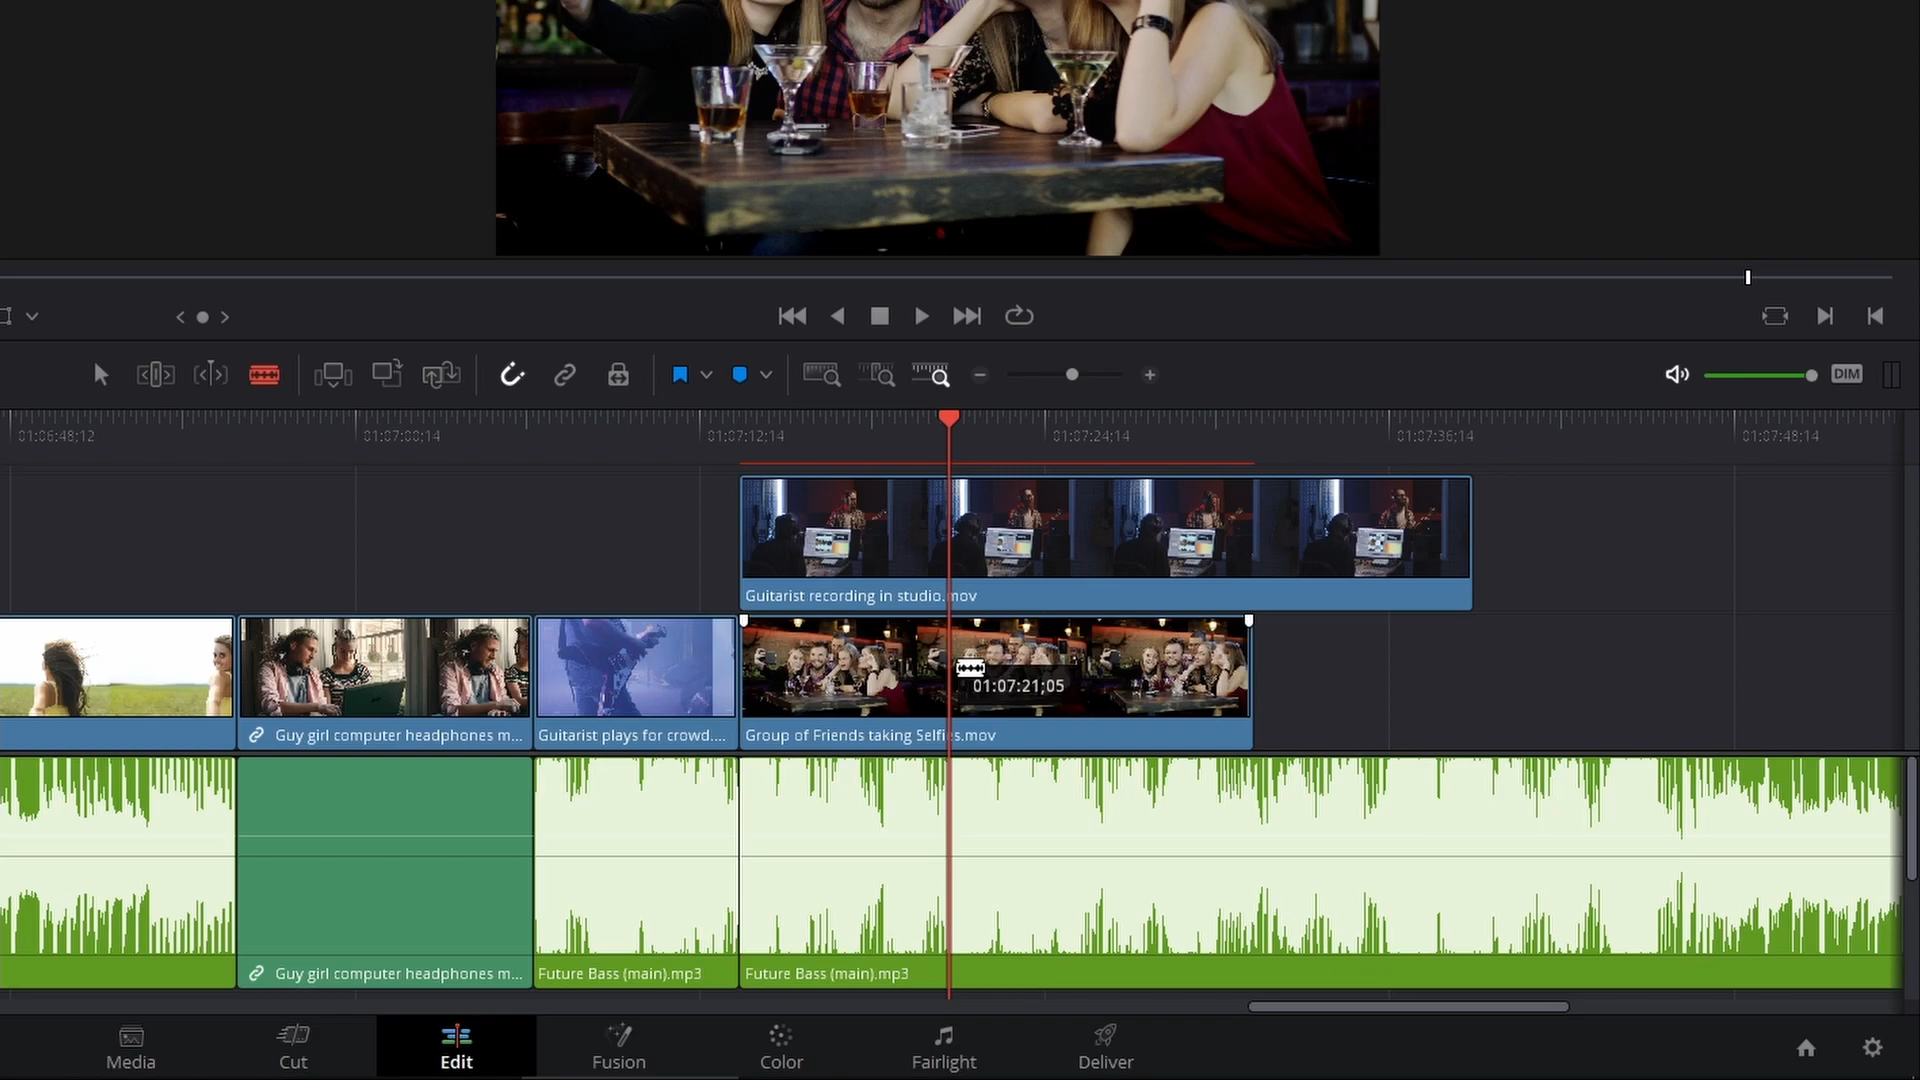 DIM
01:06:48;12
01:07:00;14
01:07:12;14
01:07:24;14
01:07:36;14
01:07:48;14
Guitarist recording in studio.mov
01:07:21;05
Guy girl computer headphones m...
Guitarist plays for crowd....
Group of Friends taking Selfies.mov
Guy girl computer headphones m...
Future Bass (main).mp3
Future Bass (main).mp3
Media
Cut
Edit
Fusion
Color
Fairlight
Deliver